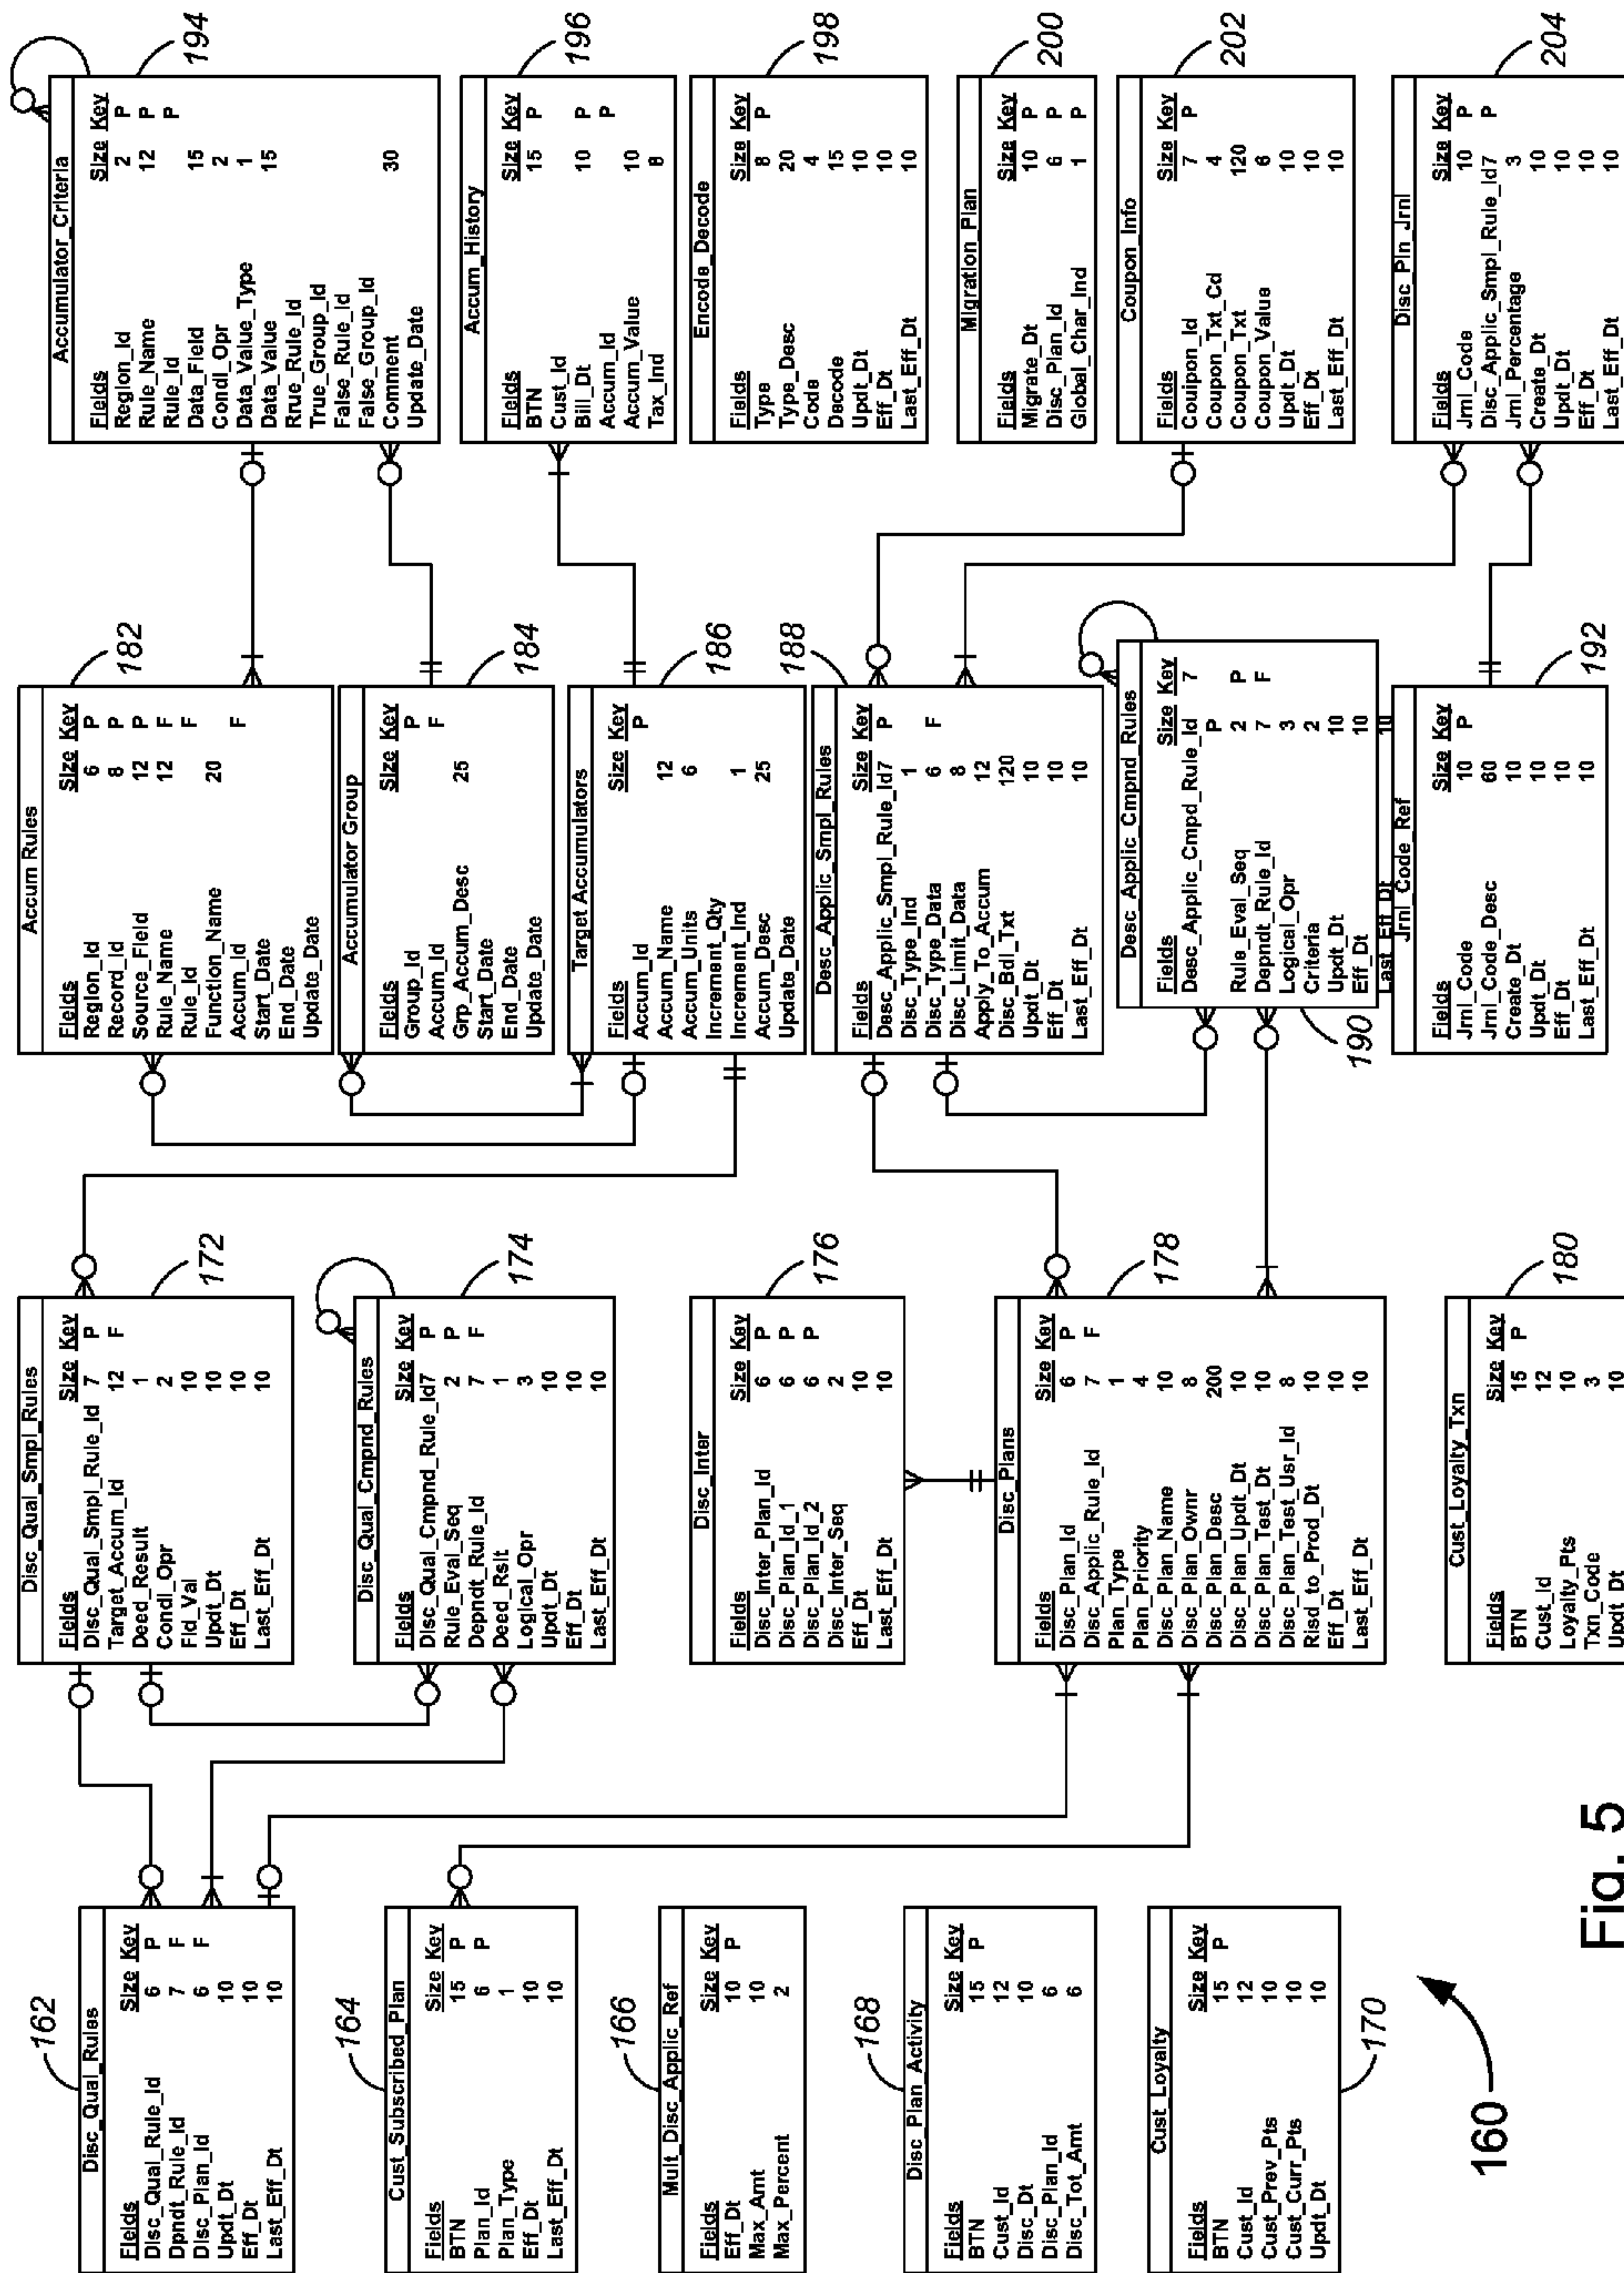 162
Disc_Qual_Rules
Fields Size Key
Disc_Qual_Rule_Id 6 P
Dpndt_Rule_Id 7 F
Disc_Plan_Id 6 F
Updt_Dt 10
Eff_Dt 10
Last_Eff_Dt 10
164
Cust_Subscribed_Plan
Fields Size Key
BTN 15 P
Plan_Id 6 P
Plan_Type 1
Eff_Dt 10
Last_Eff_Dt 10
166
Mult_Disc_Applic_Ref
Fields Size Key
Eff_Dt 10 P
Max_Amt 10
Max_Percent 2
168
Disc_Plan_Activity
Fields Size Key
BTN 15 P
Cust_Id 12
Disc_Dt 10
Disc_Plan_Id 6
Disc_Tot_Amt 6
Cust_Loyalty
Fields Size Key
BTN 15 P
Cust_Id 12
Cust_Prev_Pts 10
Cust_Curr_Pts 10
Updt_Dt 10
170
160
Disc_Qual_Smpl_Rules
Fields Size Key
Disc_Qual_Smpl_Rule_Id 7 P
Target_Accum_Id 12 F
Deed_Result 1
Condl_Opr 2
Fld_Val 10
Updt_Dt 10
Eff_Dt 10
Last_Eff_Dt 10
172
Disc_Qual_Cmpnd_Rules
Fields Size Key
Disc_Qual_Cmpnd_Rule_Id7 P
Rule_Eval_Seq 2 P
Depndt_Rule_Id 7 F
Deed_Rslt 1
Logical_Opr 3
Updt_Dt 10
Eff_Dt 10
Last_Eff_Dt 10
174
Disc_Inter
Fields Size Key
Disc_Inter_Plan_Id 6 P
Disc_Plan_Id_1 6 P
Disc_Plan_Id_2 6 P
Disc_Inter_Seq 2
Eff_Dt 10
Last_Eff_Dt 10
176
Disc_Plans
Fields Size Key
Disc_Plan_Id 6 P
Disc_Applic_Rule_Id 7 F
Plan_Type 1
Plan_Priority 4
Disc_Plan_Name 10
Disc_Plan_Ownr 8
Disc_Plan_Desc 200
Disc_Plan_Updt_Dt 10
Disc_Plan_Test_Dt 10
Disc_Plan_Test_Usr_Id 8
Risd_to_Prod_Dt 10
Eff_Dt 10
Last_Eff_Dt 10
178
Cust_Loyalty_Txn
Fields Size Key
BTN 15 P
Cust_Id 12
Loyalty_Pts 10
Txn_Code 3
Updt_Dt 10
180
Accum Rules
Fields Size Key
Region_Id 6 P
Record_Id 8 P
Source_Field 12 P
Rule_Name 12 F
Rule_Id F
Function_Name 20
Accum_Id F
Start_Date
End_Date
Update_Date
182
Accumulator Group
Fields Size Key
Group_Id P
Accum_Id F
Grp_Accum_Desc 25
Start_Date
End_Date
Update_Date
184
Target Accumulators
Fields Size Key
Accum_Id P
Accum_Name 12
Accum_Units 6
Increment_Qty
Increment_Ind 1
Accum_Desc 25
Update_Date
186
Desc_Applic_Smpl_Rules
Fields Size Key
Desc_Applic_Smpl_Rule_Id7 P
Disc_Type_Ind 1
Disc_Type_Data 6 F
Disc_Limit_Data 8
Apply_To_Accum 12
Disc_Bdl_Txt 120
Updt_Dt 10
Eff_Dt 10
Last_Eff_Dt 10
188
Desc_Applic_Cmpnd_Rules
Fields Size Key
Desc_Applic_Cmpd_Rule_Id 7
P
Rule_Eval_Seq 2 P
Depndt_Rule_Id 7 F
Logical_Opr 3
Criteria 2
Updt_Dt 10
Eff_Dt 10
Last_Eff_Dt 10
190
Jrnl_Code_Ref
Fields Size Key
Jrnl_Code 10 P
Jrnl_Code_Desc 60
Create_Dt 10
Updt_Dt 10
Eff_Dt 10
Last_Eff_Dt 10
192
Accumulator_Criteria
Fields Size Key
Region_Id 2 P
Rule_Name 12 P
Rule_Id P
Data_Field 15
Condl_Opr 2
Data_Value_Type 1
Data_Value 15
Rrue_Rule_Id
True_Group_Id
False_Rule_Id
False_Group_Id
Comment 30
Update_Date
194
Accum_History
Fields Size Key
BTN 15 P
Cust_Id
Bill_Dt 10 P
Accum_Id P
Accum_Value 10
Tax_Ind 8
196
Encode_Decode
Fields Size Key
Type 8 P
Type_Desc 20
Code 4
Decode 15
Updt_Dt 10
Eff_Dt 10
Last_Eff_Dt 10
198
Migration_Plan
Fields Size Key
Migrate_Dt 10 P
Disc_Plan_Id 6 P
Global_Char_Ind 1 P
200
Coupon_Info
Fields Size Key
Couipon_Id 7 P
Coupon_Txt_Cd 4
Coupon_Txt 120
Coupon_Value 6
Updt_Dt 10
Eff_Dt 10
Last_Eff_Dt 10
202
Disc_Pln_Jrnl
Fields Size Key
Jrnl_Code 10 P
Disc_Applic_Smpl_Rule_Id7 P
Jrnl_Percentage 3
Create_Dt 10
Updt_Dt 10
Eff_Dt 10
Last_Eff_Dt 10
204
Fig. 5